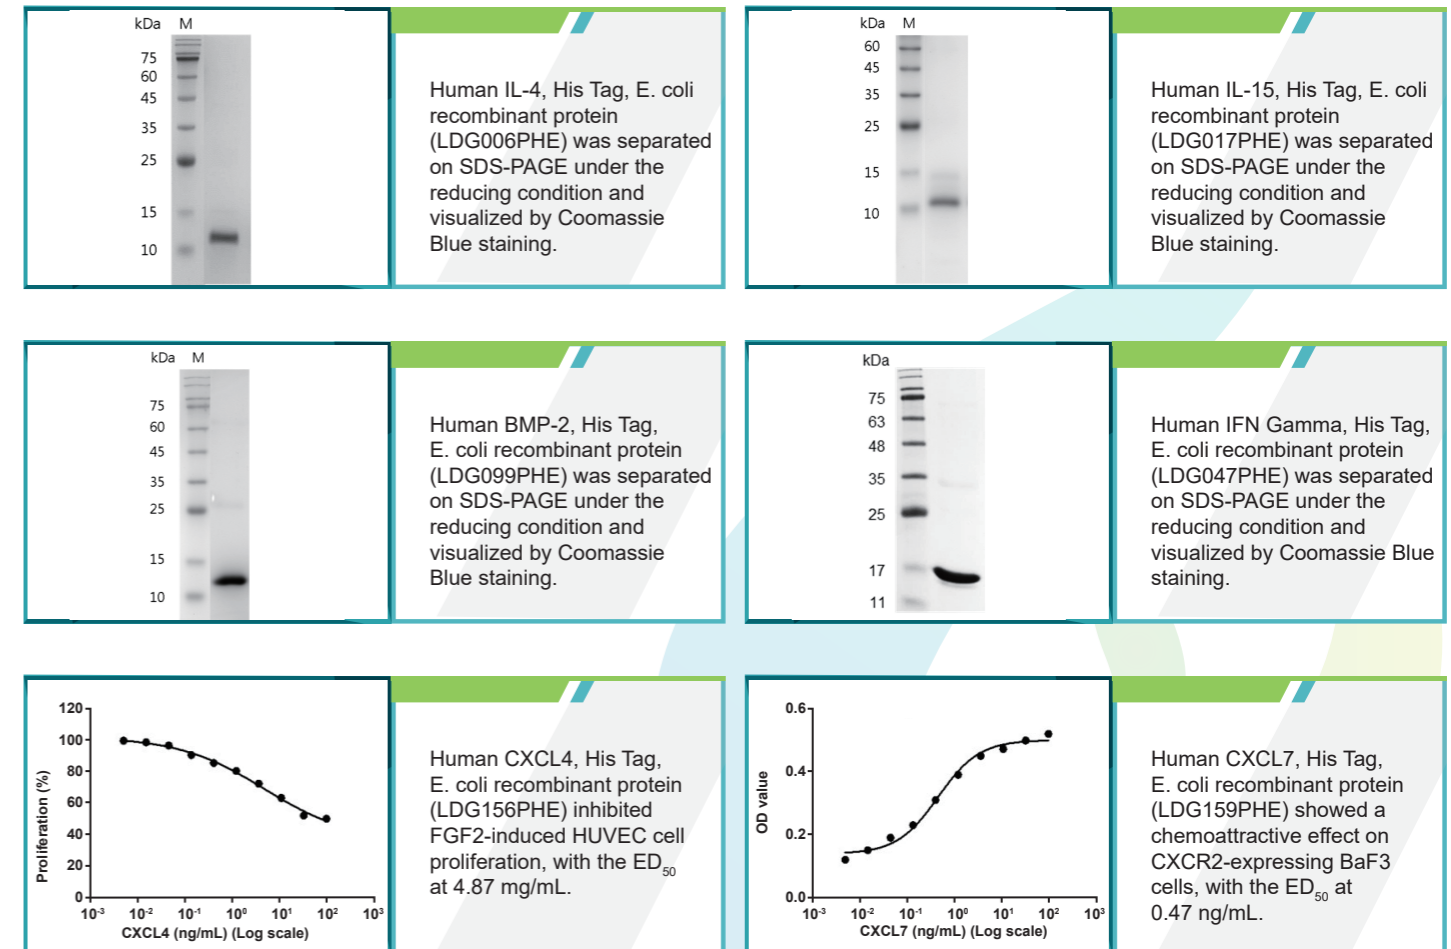 kDa M
75
60
45
35
25
15
10
Human IL-4, His Tag, E. coli
recombinant protein
(LDG006PHE) was separated
on SDS-PAGE under the
reducing condition and
visualized by Coomassie
Blue staining.
kDa M
60
45
35
25
15
10
Human IL-15, His Tag, E. coli
recombinant protein
(LDG017PHE) was separated
on SDS-PAGE under the
reducing condition and
visualized by Coomassie
Blue staining.
kDa M
75
60
45
35
25
15
10
Human BMP-2, His Tag,
E. coli recombinant protein
(LDG099PHE) was separated
on SDS-PAGE under the
reducing condition and
visualized by Coomassie
Blue staining.
kDa
75
63
48
35
25
17
11
Human IFN Gamma, His Tag,
E. coli recombinant protein
(LDG047PHE) was separated
on SDS-PAGE under the
reducing condition and
visualized by Coomassie Blue
staining.
Proliferation (%)
120
100
80
60
40
20
0
10⁻³ 10⁻² 10⁻¹ 10⁰ 10¹ 10² 10³
CXCL4 (ng/mL) (Log scale)
Human CXCL4, His Tag,
E. coli recombinant protein
(LDG156PHE) inhibited
FGF2-induced HUVEC cell
proliferation, with the ED₅₀
at 4.87 mg/mL.
OD value
0.6
0.4
0.2
0.0
10⁻³ 10⁻² 10⁻¹ 10⁰ 10¹ 10² 10³
CXCL7 (ng/mL) (Log scale)
Human CXCL7, His Tag,
E. coli recombinant protein
(LDG159PHE) showed a
chemoattractive effect on
CXCR2-expressing BaF3
cells, with the ED₅₀ at
0.47 ng/mL.